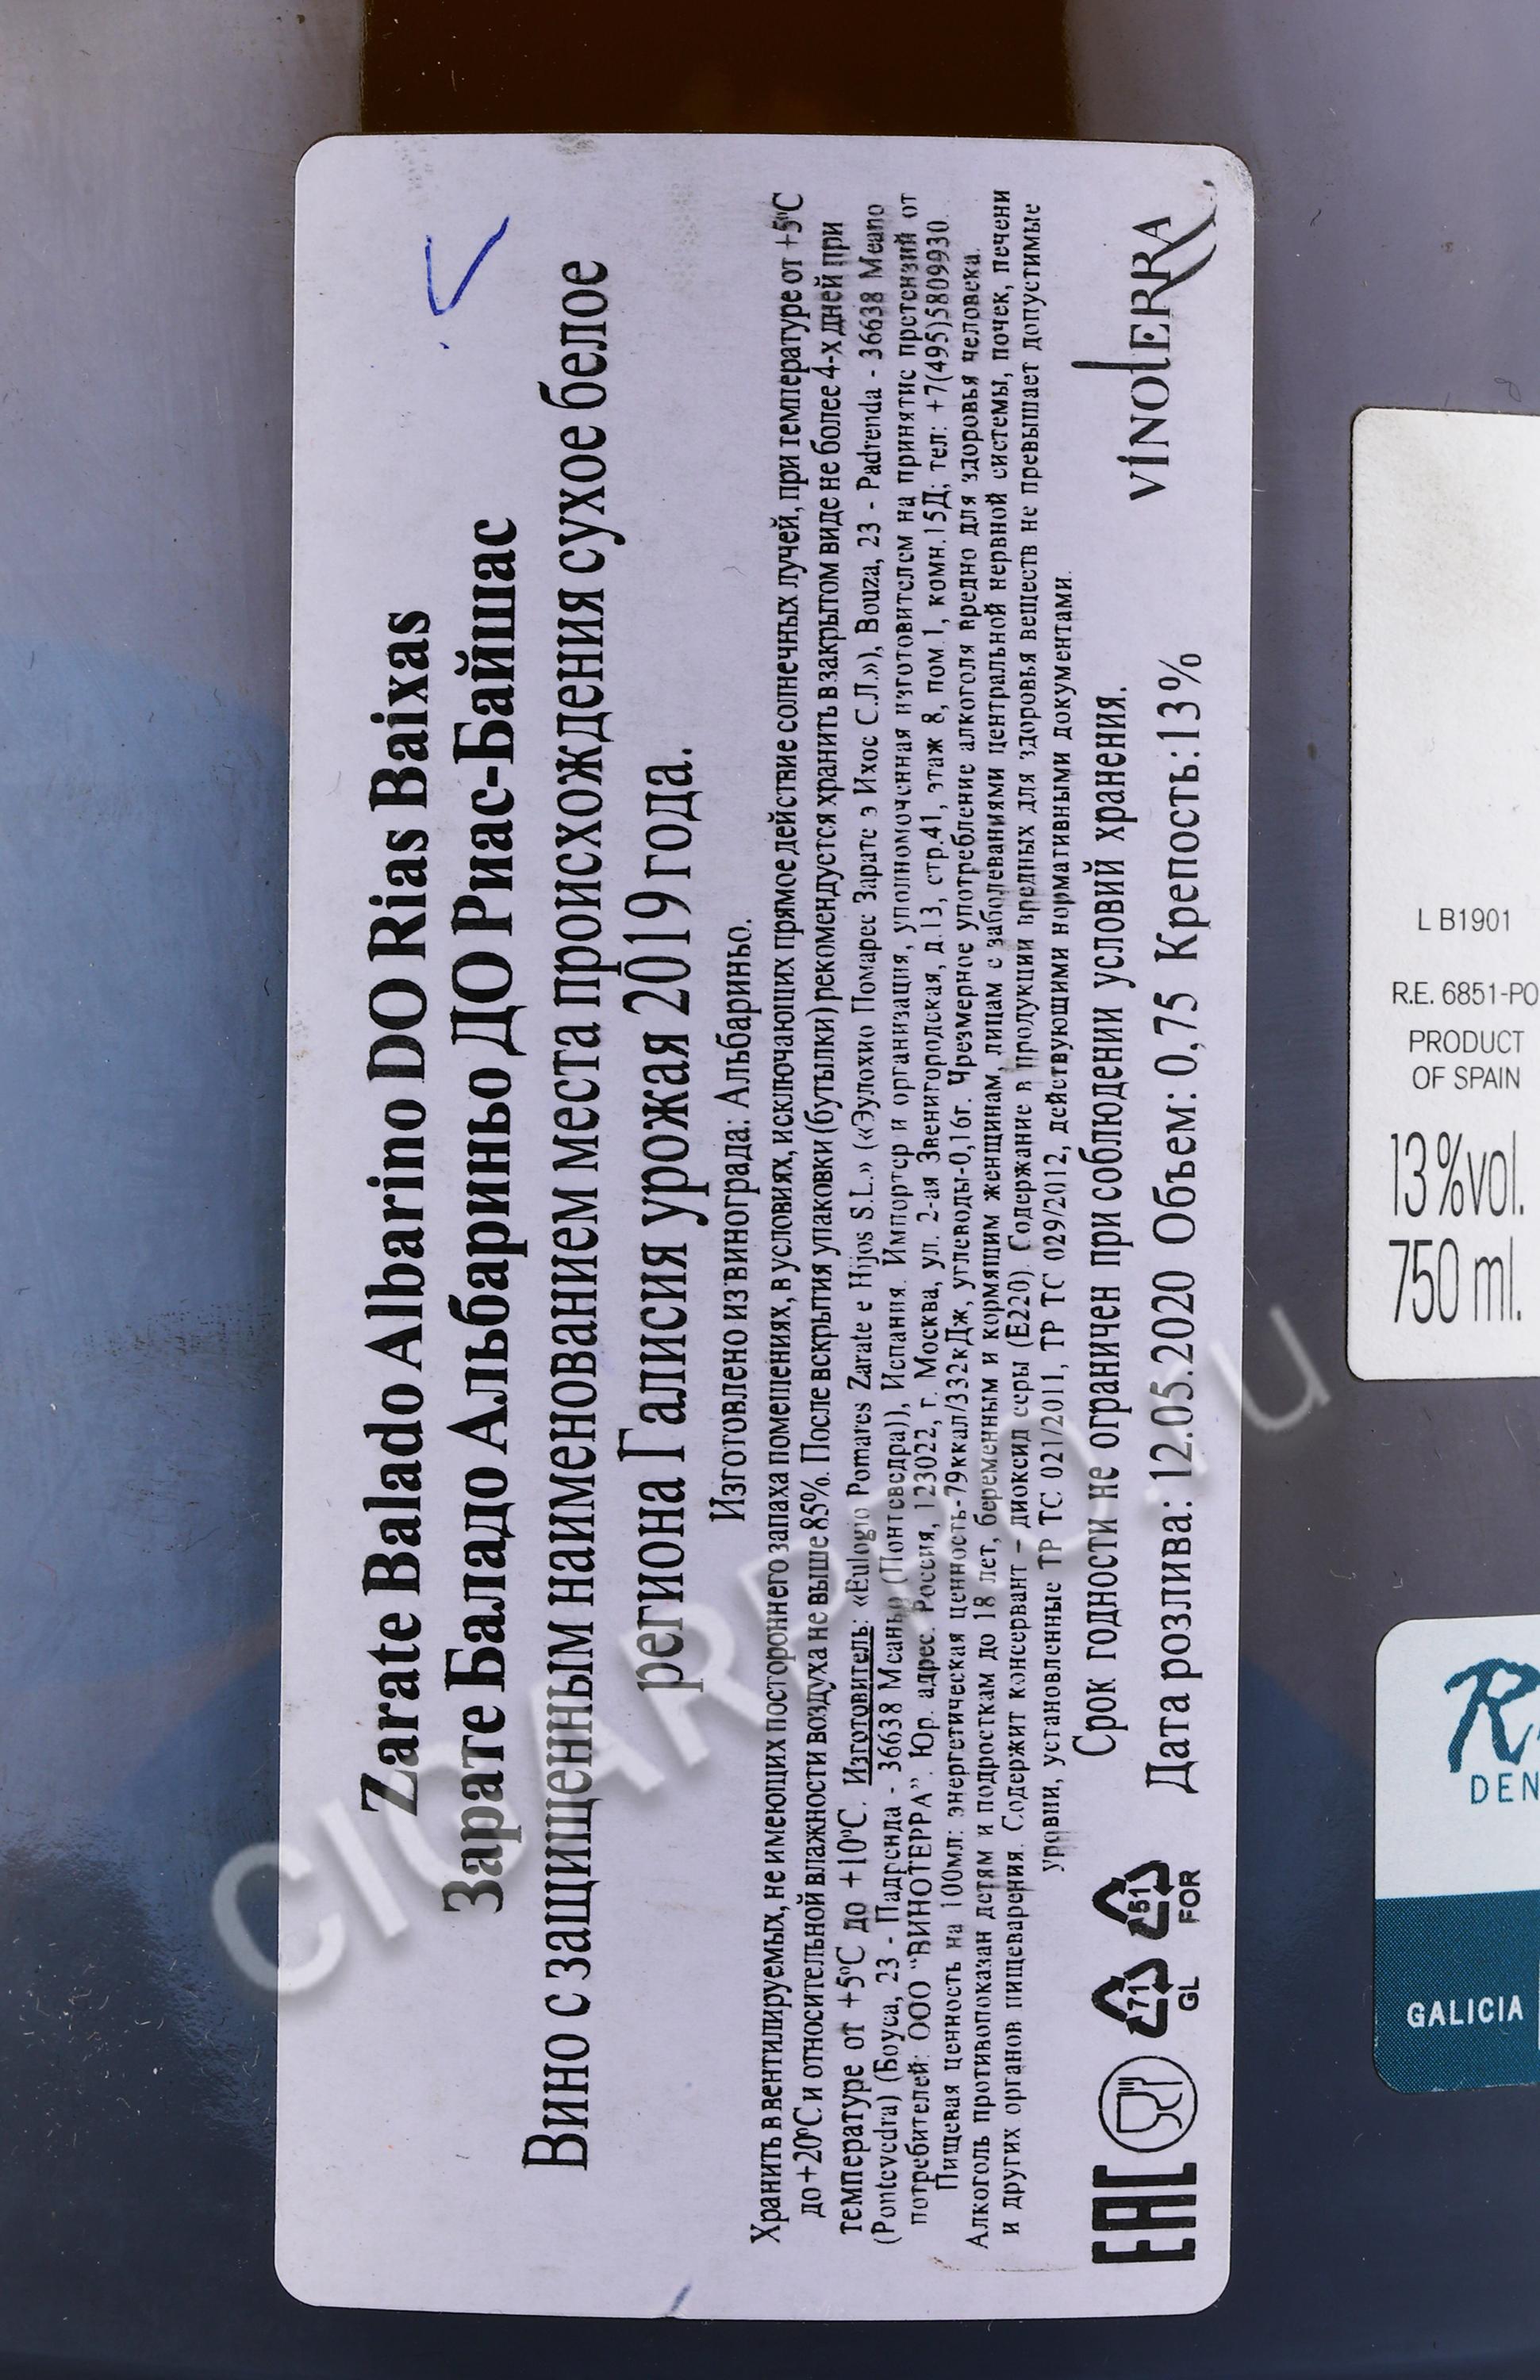 Zarate Balado Albarino DO Rias Baixas
Зарате Баладо Альбариньо ДО Риас-Байшас
Вино с защищенным наименованием места происхождения сухое белое
региона Галисия урожая 2019 года.
Изготовлено из винограда: Альбариньо.
Хранить в вентилируемых, не имеющих постороннего запаха помещениях, в условиях, исключающих прямое действие солнечных лучей, при температуре от +5ºС
до +20ºС и относительной влажности воздуха не выше 85%. После вскрытия упаковки (бутылки) рекомендуется хранить в закрытом виде не более 4-х дней при
температуре от +5ºС до +10ºС. Изготовитель: «Eulogio Pomares Zarate e Hijos S.L.» («Эулохио Помарес Зарате э Ихос С.Л.»), Bouza, 23 - Padrenda - 36638 Meano
(Pontevedra) (Боуса, 23 - Падренда - 36638 Меаньо (Понтеведра)), Испания. Импортер и организация, уполномоченная изготовителем на принятие претензий от
потребителей: ООО "ВИНОТЕРРА". Юр. адрес: Россия, 123022, г. Москва, ул. 2-ая Звенигородская, д.13, стр.41, этаж 8, пом.1, комн.15Д; тел: +7(495)5809930.
Пищевая ценность на 100мл: энергетическая ценность-79ккал/332кДж, углеводы-0,16г. Чрезмерное употребление алкоголя вредно для здоровья человека.
Алкоголь противопоказан детям и подросткам до 18 лет, беременным и кормящим женщинам, лицам с заболеваниями центральной нервной системы, почек, печени
и других органов пищеварения. Содержит консервант – диоксид серы (Е220). Содержание в продукции вредных для здоровья веществ не превышает допустимые
уровни, установленные ТР ТС 021/2011, ТР ТС 029/2012, действующими нормативными документами.
Срок годности не ограничен при соблюдении условий хранения.
Дата розлива: 12.05.2020 Объем: 0,75 Крепость:13%
EAC
71
GL
51
FOR
VINOTERRA
L B1901
R.E. 6851-PO
PRODUCT
OF SPAIN
13%vol.
750 ml.
DEN
GALICIA
CIGARPRO.ru